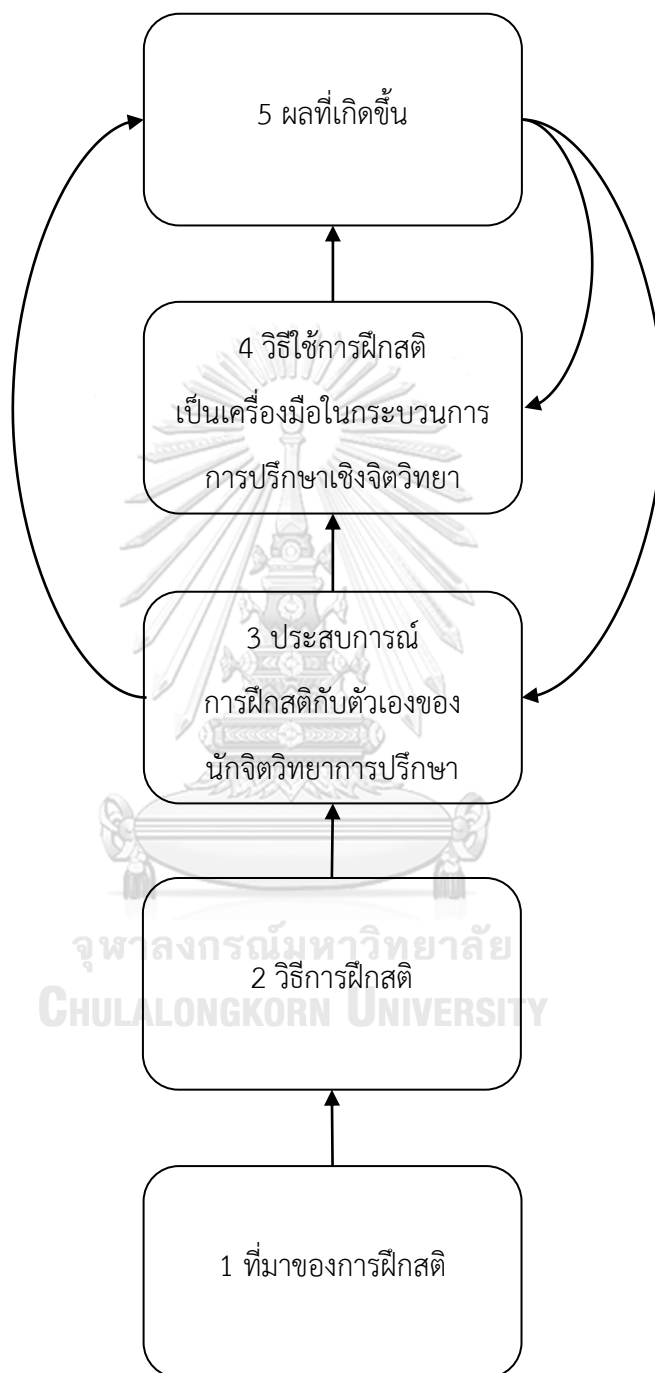 5 ผลที่เกิดขึ้น
4 วิธีใช้การฝึกสติ
เป็นเครื่องมือในกระบวนการ
การปรึกษาเชิงจิตวิทยา
3 ประสบการณ์
การฝึกสติกับตัวเองของ
นักจิตวิทยาการปรึกษา
จุฬาลงกรณ์มหาวิทยาลัย
2 วิธีการฝึกสติ
CHULALONGKORN UNIVERSITY
1 ที่มาของการฝึกสติ